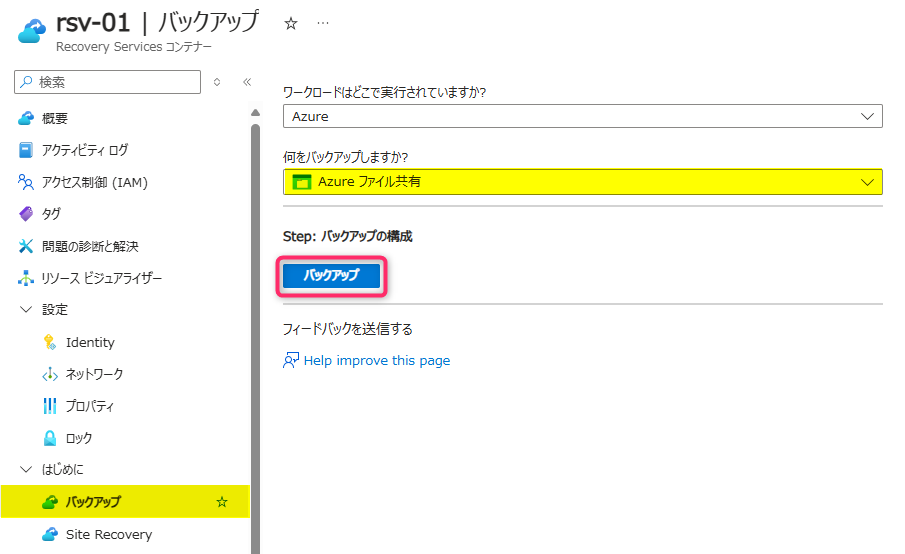 rsv-01 | バックアップ ☆ …
Recovery Services コンテナー
検索
概要
アクティビティ ログ
アクセス制御 (IAM)
タグ
問題の診断と解決
リソース ビジュアライザー
設定
Identity
ネットワーク
プロパティ
ロック
はじめに
バックアップ ☆
Site Recovery
ワークロードはどこで実行されていますか?
Azure
何をバックアップしますか?
Azure ファイル共有
Step: バックアップの構成
バックアップ
フィードバックを送信する
Help improve this page